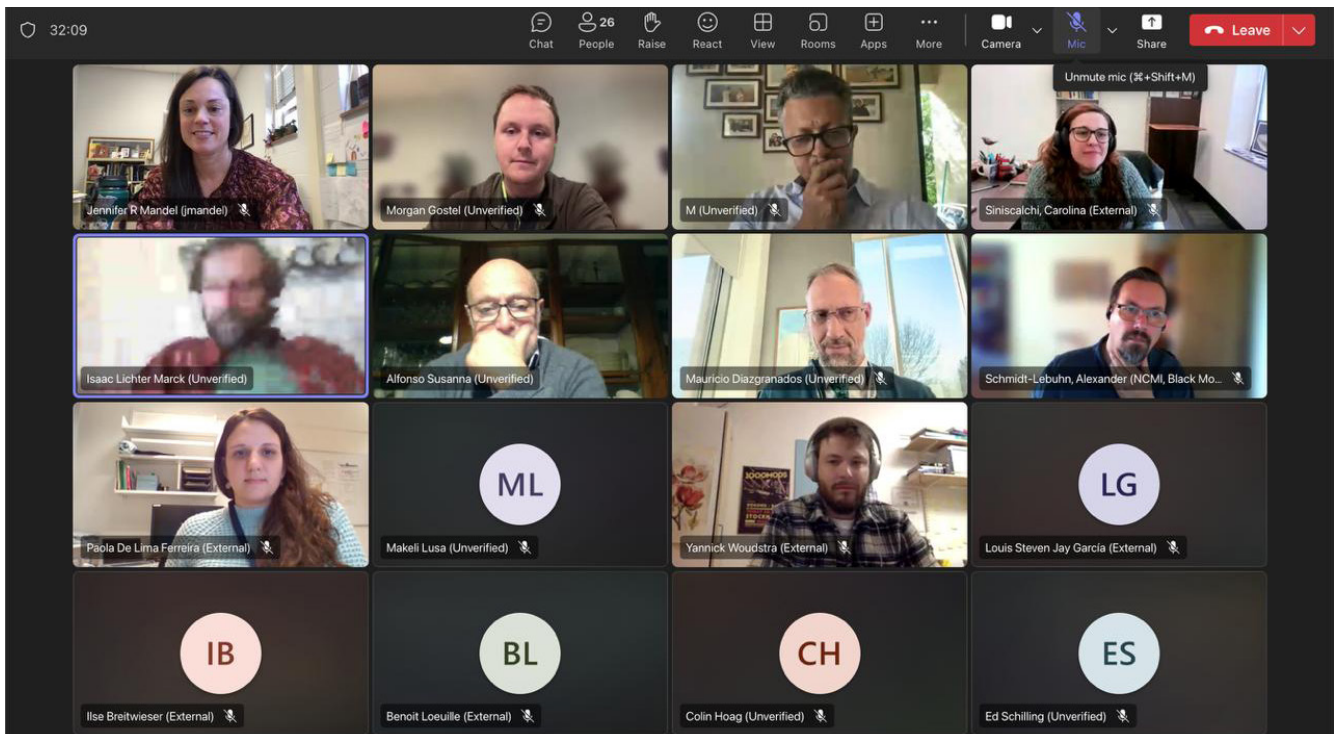 32:09
Chat
26
People
Raise
React
View
Rooms
Apps
More
Camera
Mic
Share
Leave
Unmute mic (⌘+Shift+M)
Jennifer R Mandel (jmandel)
Morgan Gostel (Unverified)
M (Unverified)
Siniscalchi, Carolina (External)
Isaac Lichter Marck (Unverified)
Alfonso Susanna (Unverified)
Mauricio Diazgranados (Unverified)
Schmidt-Lebuhn, Alexander (NCMI, Black Mo...
Paola De Lima Ferreira (External)
ML
Makeli Lusa (Unverified)
Yannick Woudstra (External)
LG
Louis Steven Jay García (External)
IB
Ilse Breitwieser (External)
BL
Benoit Loeuille (External)
CH
Colin Hoag (Unverified)
ES
Ed Schilling (Unverified)